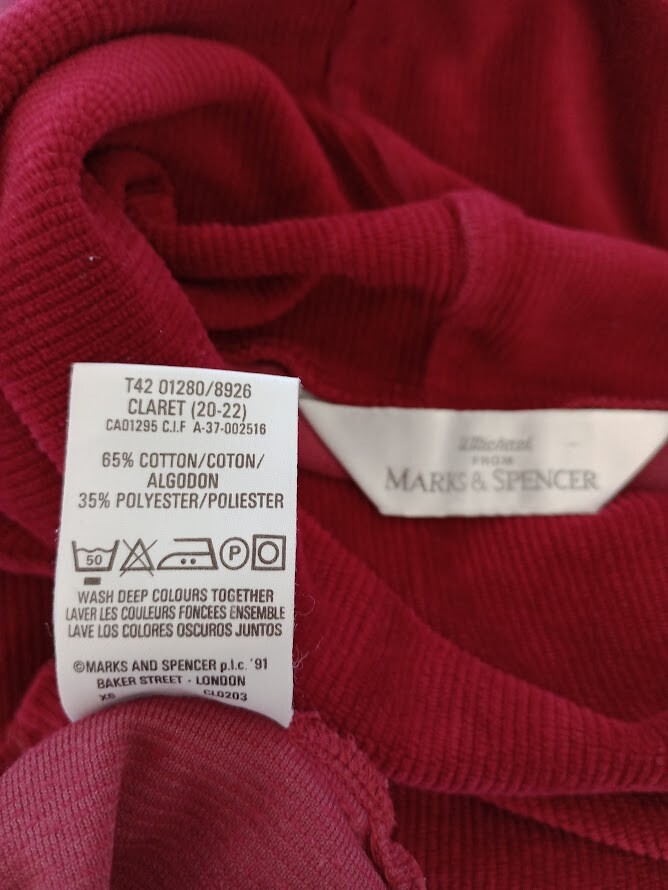 T42 01280/8926
CLARET (20-22)
CA01295 C.I.F A-37-002516
65% COTTON/COTON/
ALGODON
35% POLYESTER/POLIESTER
50
P
WASH DEEP COLOURS TOGETHER
LAVER LES COULEURS FONCEES ENSEMBLE
LAVE LOS COLORES OSCUROS JUNTOS
©MARKS AND SPENCER p.l.c. '91
BAKER STREET - LONDON
CL0203
FROM
MARKS & SPENCER